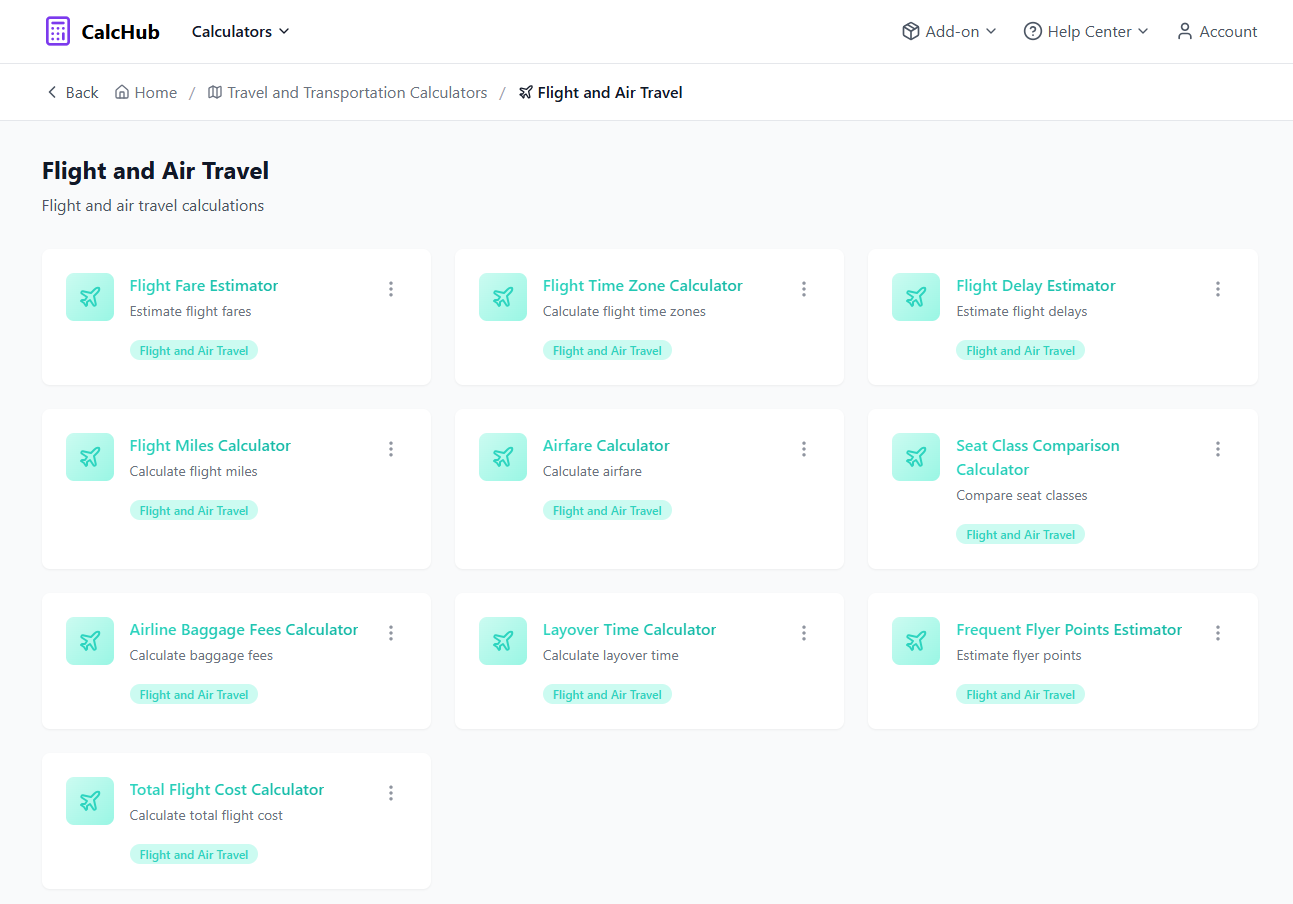 CalcHub
Calculators
Add-on
Help Center
Account
Back
Home
/
Travel and Transportation Calculators
/
Flight and Air Travel
Flight and Air Travel
Flight and air travel calculations
Flight Fare Estimator
Estimate flight fares
Flight and Air Travel
Flight Time Zone Calculator
Calculate flight time zones
Flight and Air Travel
Flight Delay Estimator
Estimate flight delays
Flight and Air Travel
Flight Miles Calculator
Calculate flight miles
Flight and Air Travel
Airfare Calculator
Calculate airfare
Flight and Air Travel
Seat Class Comparison
Calculator
Compare seat classes
Flight and Air Travel
Airline Baggage Fees Calculator
Calculate baggage fees
Flight and Air Travel
Layover Time Calculator
Calculate layover time
Flight and Air Travel
Frequent Flyer Points Estimator
Estimate flyer points
Flight and Air Travel
Total Flight Cost Calculator
Calculate total flight cost
Flight and Air Travel